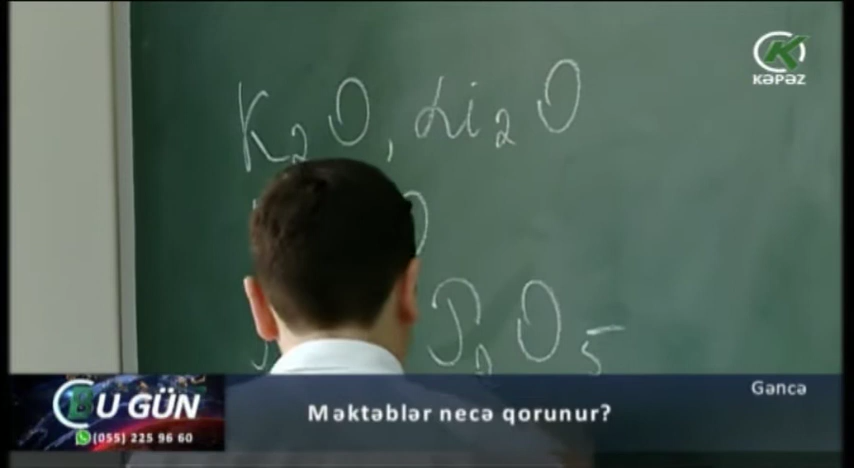 K₂O, Li₂O
O
P₂O₅
KƏPƏZ
Gəncə
BU GÜN
Məktəblər necə qorunur?
(055) 225 96 60